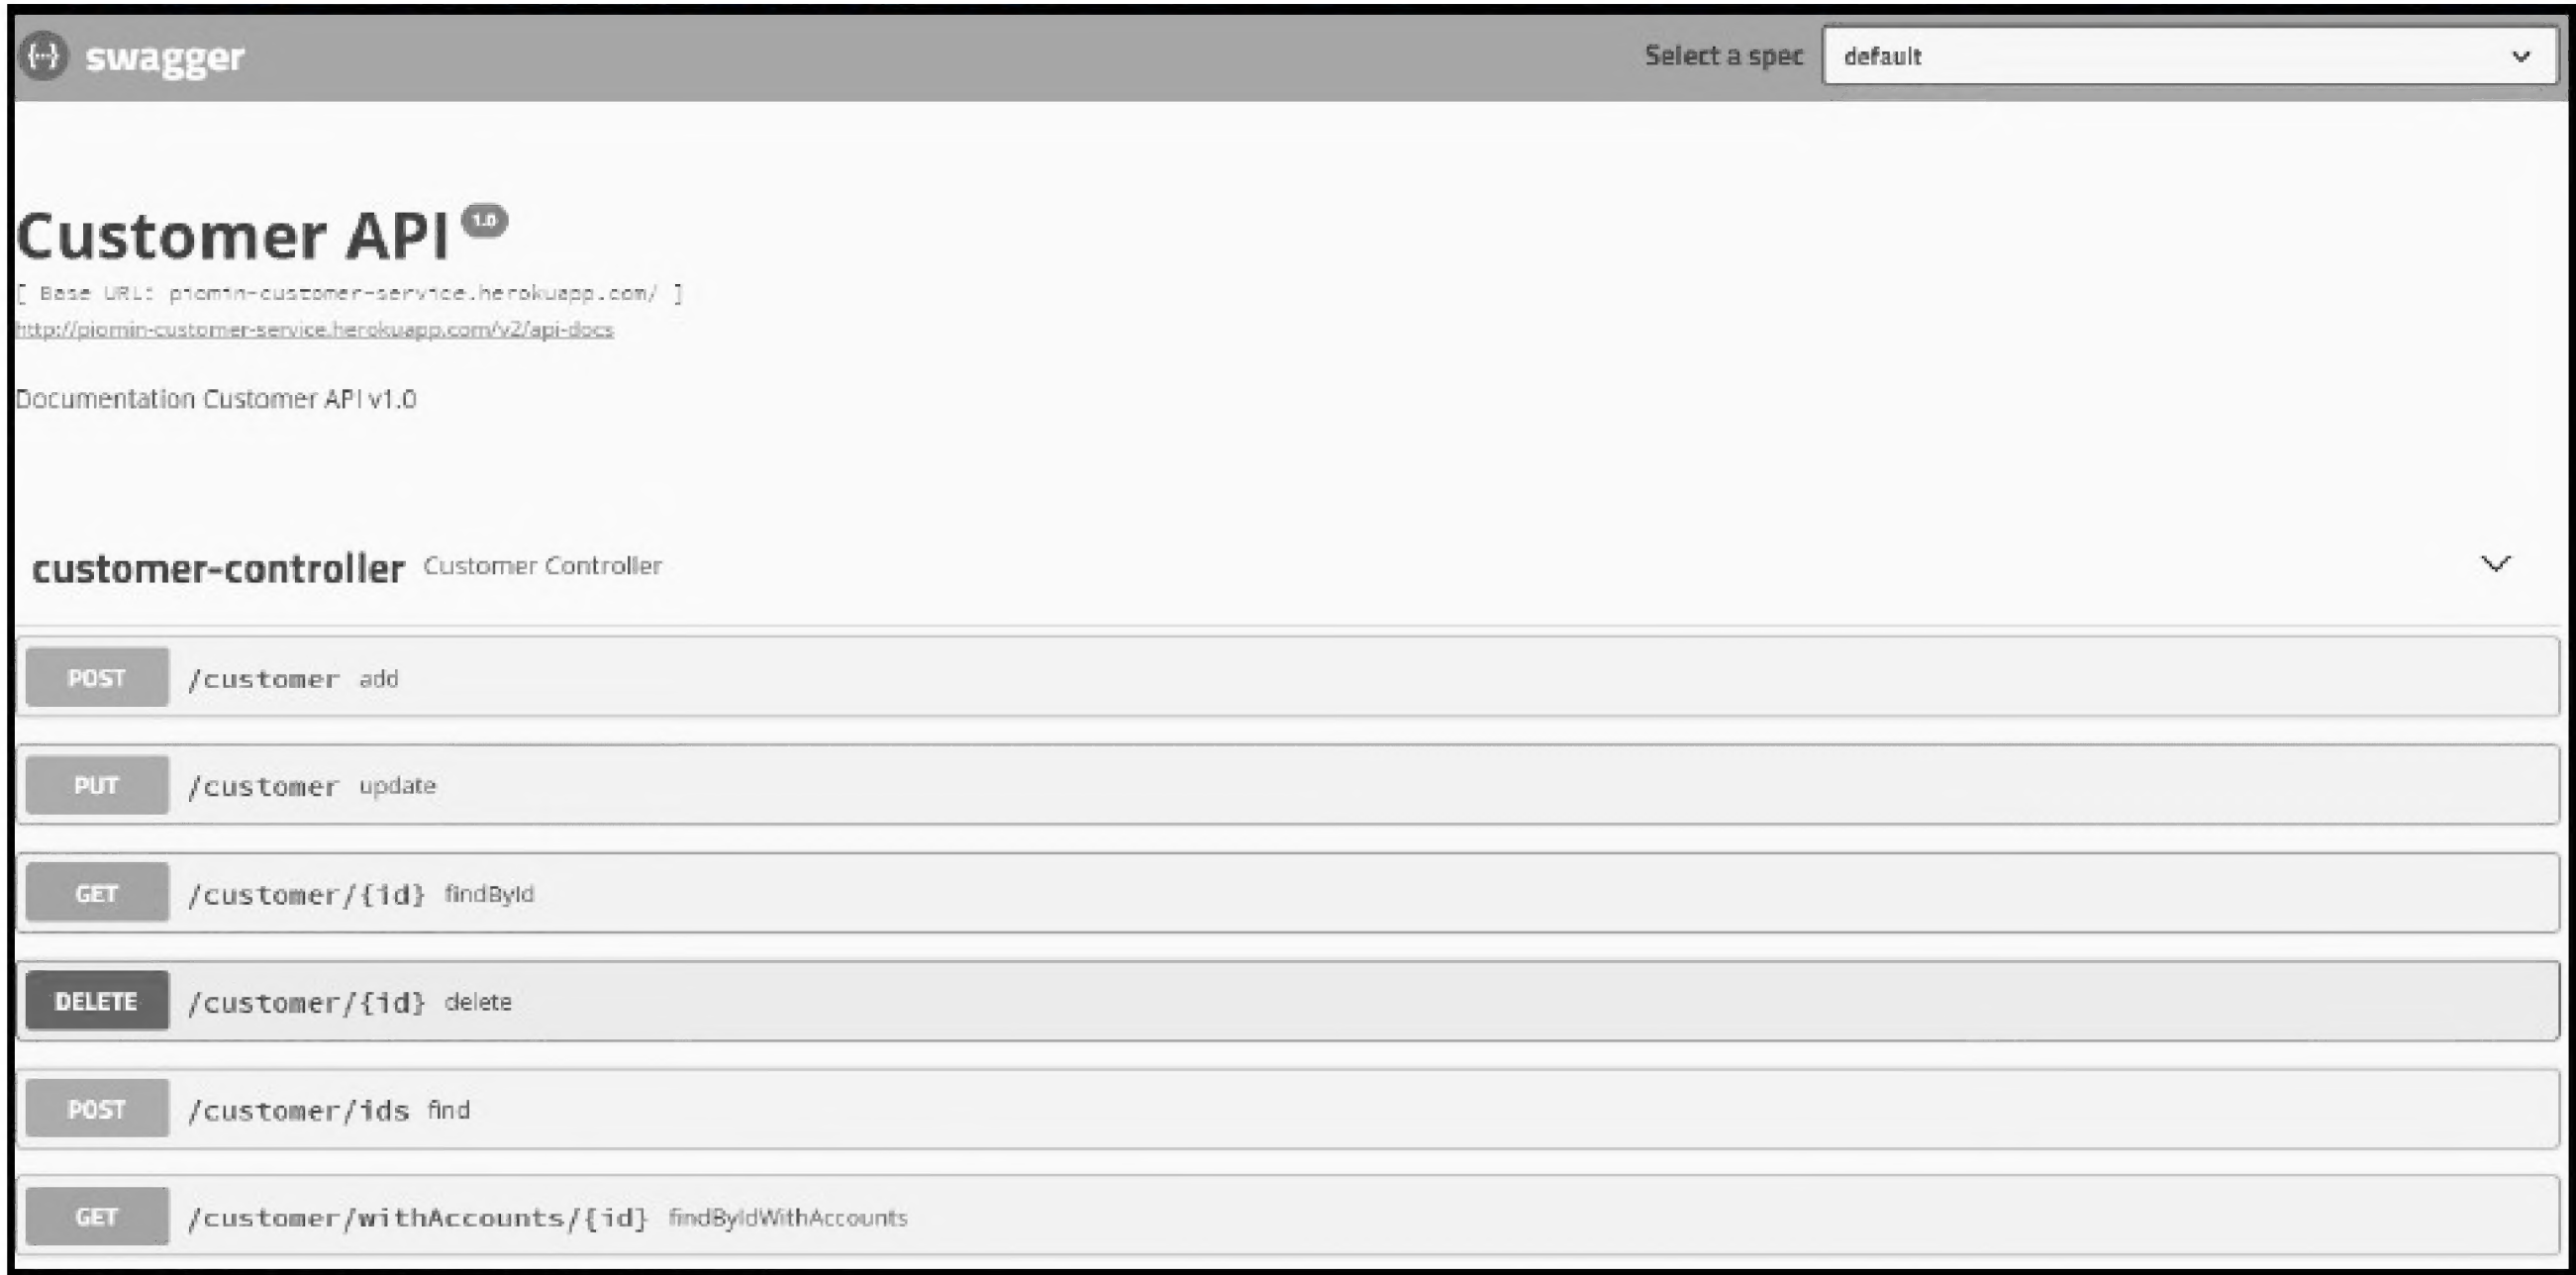 {···} swagger Select a spec default
Customer API 1.0
[ Base URL: piomin-customer-service.herokuapp.com/ ]
http://piomin-customer-service.herokuapp.com/v2/api-docs
Documentation Customer API v1.0
customer-controller Customer Controller
POST /customer add
PUT /customer update
GET /customer/{id} findById
DELETE /customer/{id} delete
POST /customer/ids find
GET /customer/withAccounts/{id} findByIdWithAccounts